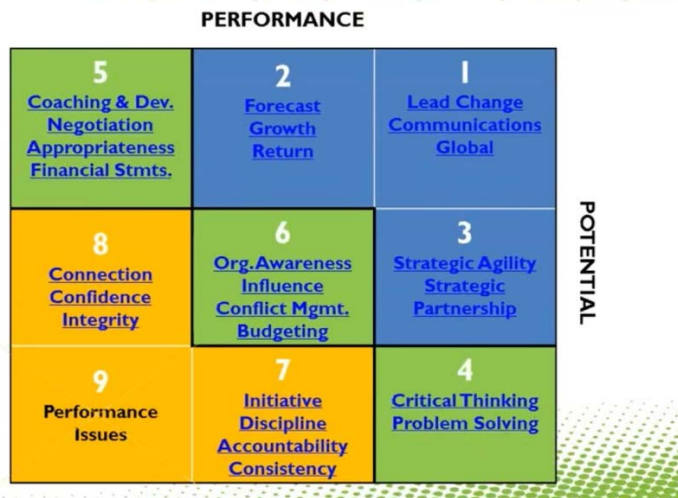 PERFORMANCE
5
Coaching & Dev.
Negotiation
Appropriateness
Financial Stmts.
2
Forecast
Growth
Return
1
Lead Change
Communications
Global
8
Connection
Confidence
Integrity
6
Org. Awareness
Influence
Conflict Mgmt.
Budgeting
3
Strategic Agility
Strategic
Partnership
9
Performance
Issues
7
Initiative
Discipline
Accountability
Consistency
4
Critical Thinking
Problem Solving
POTENTIAL